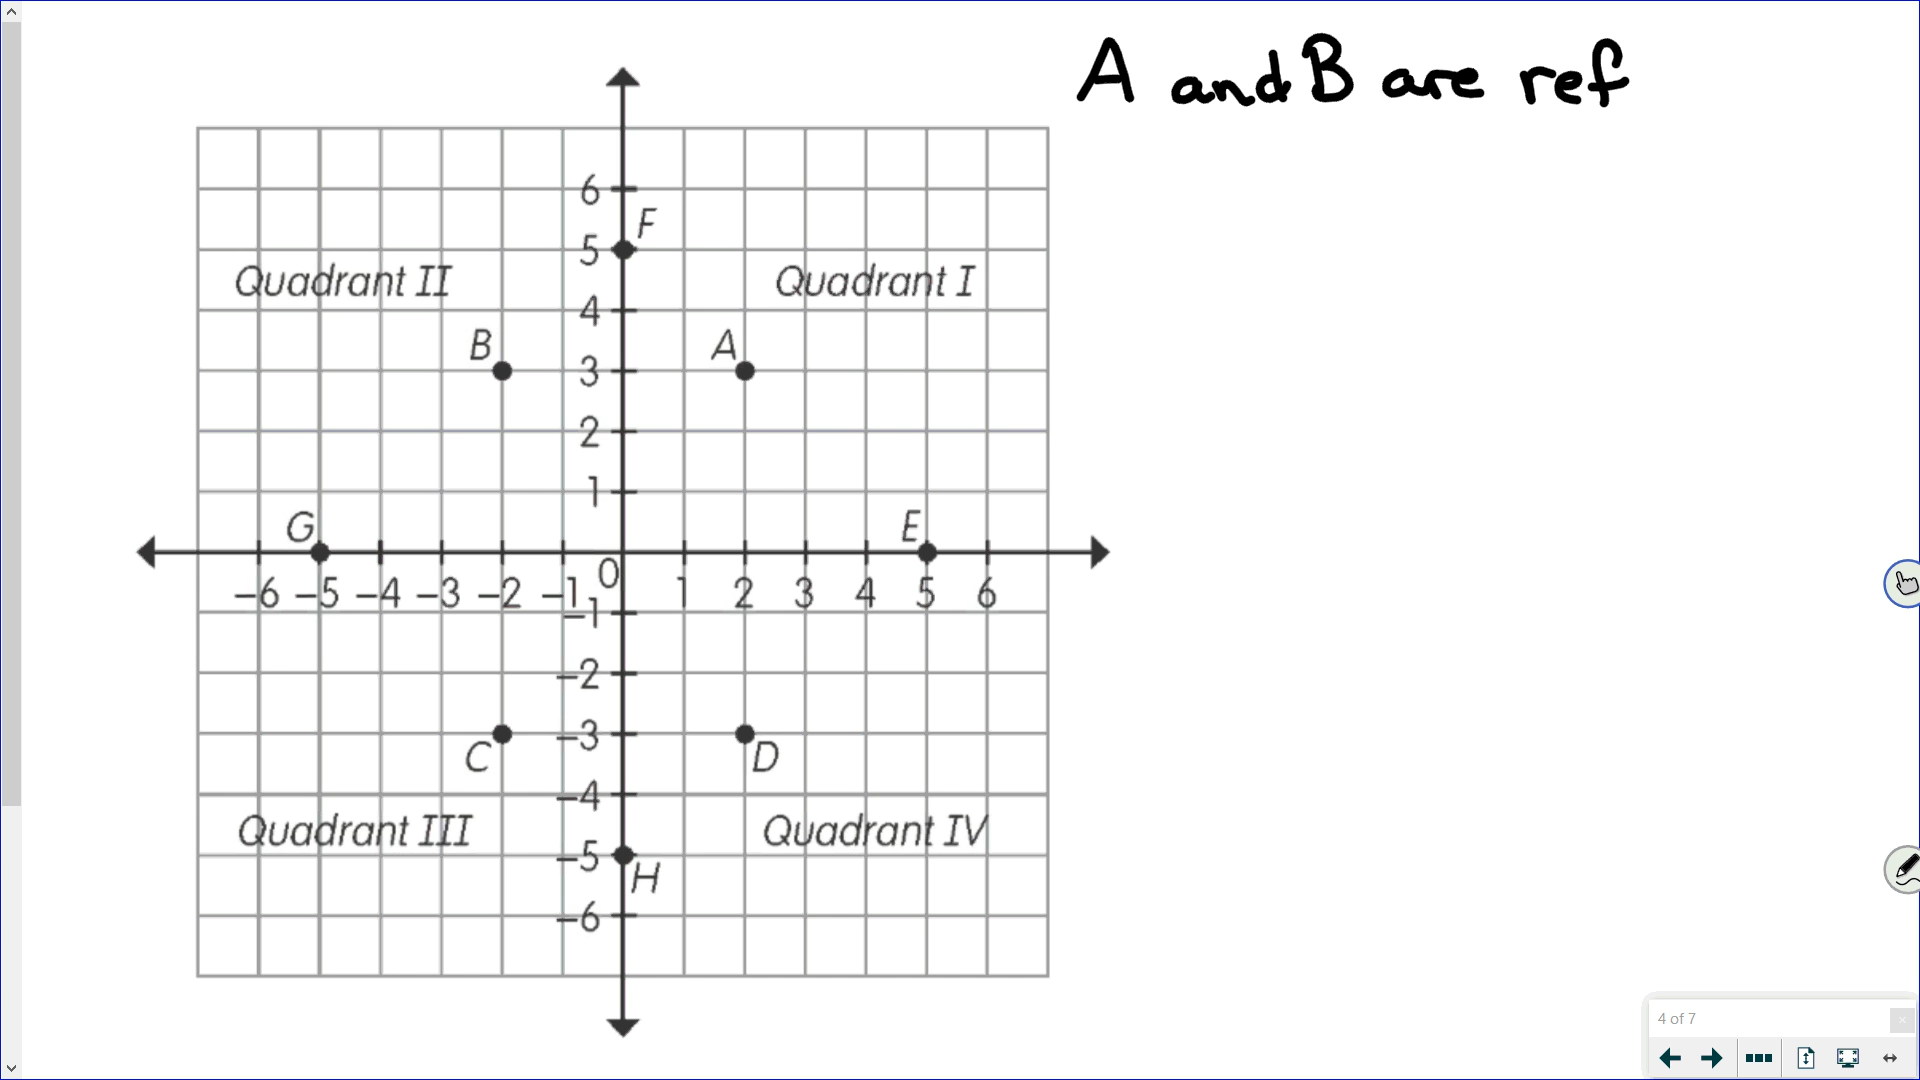 A and B are ref
6
F
5
Quadrant II Quadrant I
4
B A
3
2
1
G E
0
-6 -5 -4 -3 -2 -1 1 2 3 4 5 6
-1
-2
-3
C D
-4
Quadrant III Quadrant IV
-5
H
-6
4 of 7